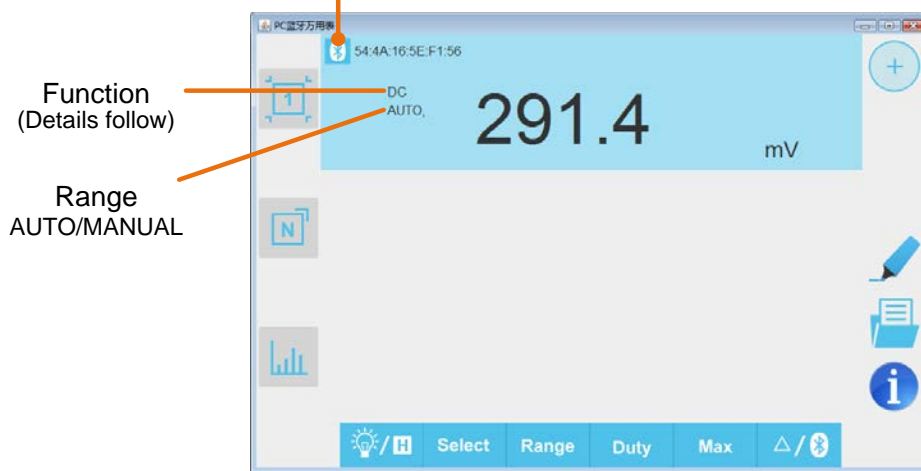 PC蓝牙万用表
54:4A:16:5E:F1:56
Function
(Details follow)
1
DC
AUTO,
291.4
mV
Range
AUTO/MANUAL
N
/H Select Range Duty Max △/